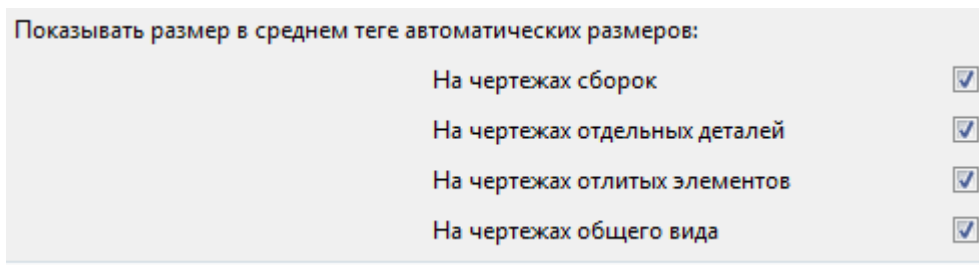 Показывать размер в среднем теге автоматических размеров:
На чертежах сборок
На чертежах отдельных деталей
На чертежах отлитых элементов
На чертежах общего вида